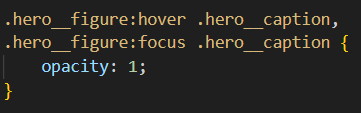 .hero__figure:hover .hero__caption,
.hero__figure:focus .hero__caption {
    opacity: 1;
}